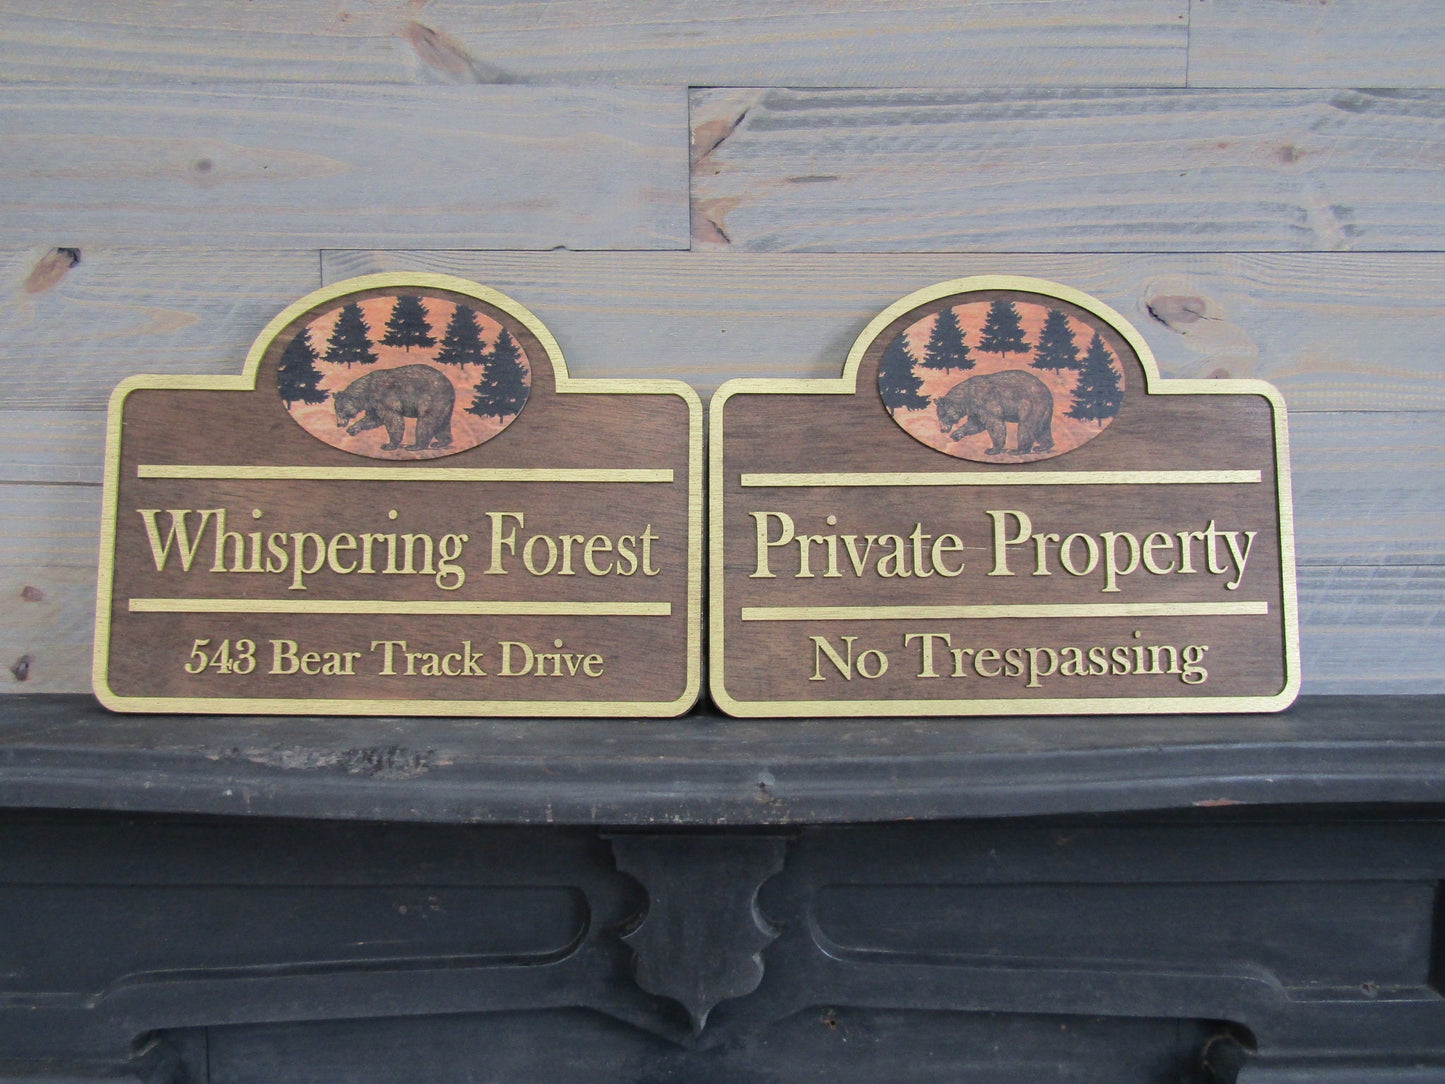 Whispering Forest
543 Bear Track Drive
Private Property
No Trespassing